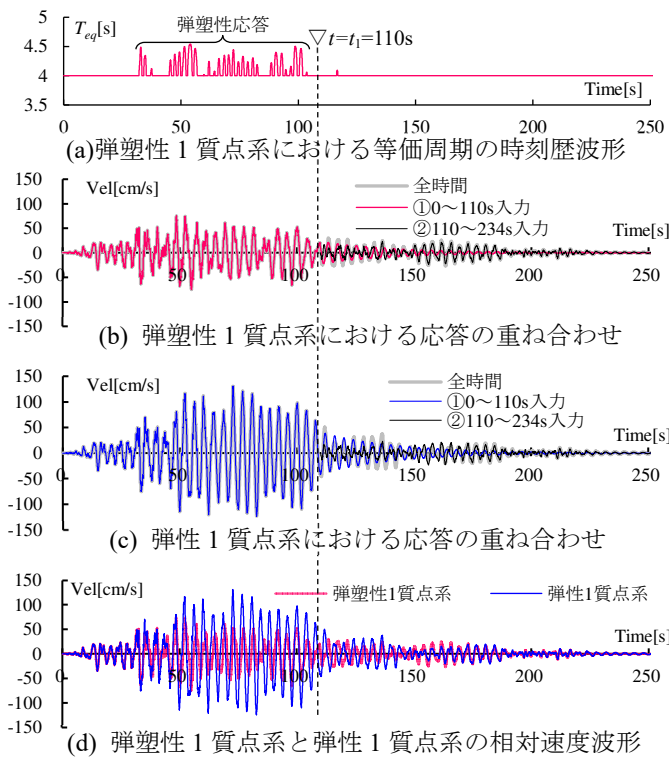 T_eq[s]
弾塑性応答
▽t=t₁=110s
5
4.5
4
3.5
Time[s]
0 50 100 150 200 250
(a)弾塑性 1 質点系における等価周期の時刻歴波形
Vel[cm/s]
全時間
①0～110s入力
②110～234s入力
Time[s]
150
100
50
0
-50
-100
-150
0 50 100 150 200 250
(b) 弾塑性 1 質点系における応答の重ね合わせ
Vel[cm/s]
全時間
①0～110s入力
②110～234s入力
Time[s]
150
100
50
0
-50
-100
-150
0 50 100 150 200 250
(c) 弾性 1 質点系における応答の重ね合わせ
Vel[cm/s]
弾塑性1質点系
弾性1質点系
Time[s]
150
100
50
0
-50
-100
-150
0 50 100 150 200 250
(d) 弾塑性 1 質点系と弾性 1 質点系の相対速度波形